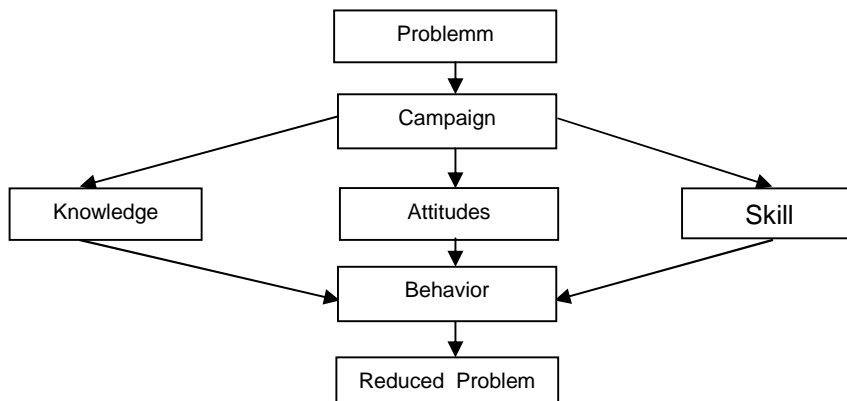 Problemm
Campaign
Knowledge
Attitudes
Skill
Behavior
Reduced Problem